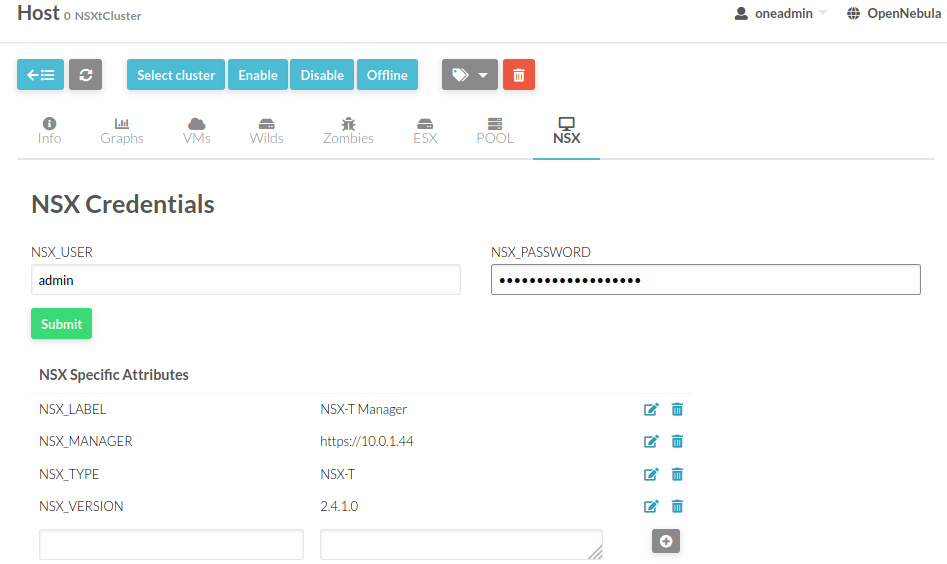 Host 0 NSXtCluster oneadmin OpenNebula
Select cluster Enable Disable Offline
Info Graphs VMs Wilds Zombies ESX POOL NSX
NSX Credentials
NSX_USER NSX_PASSWORD
admin •••••••••••••••••••
Submit
NSX Specific Attributes
NSX_LABEL NSX-T Manager
NSX_MANAGER https://10.0.1.44
NSX_TYPE NSX-T
NSX_VERSION 2.4.1.0